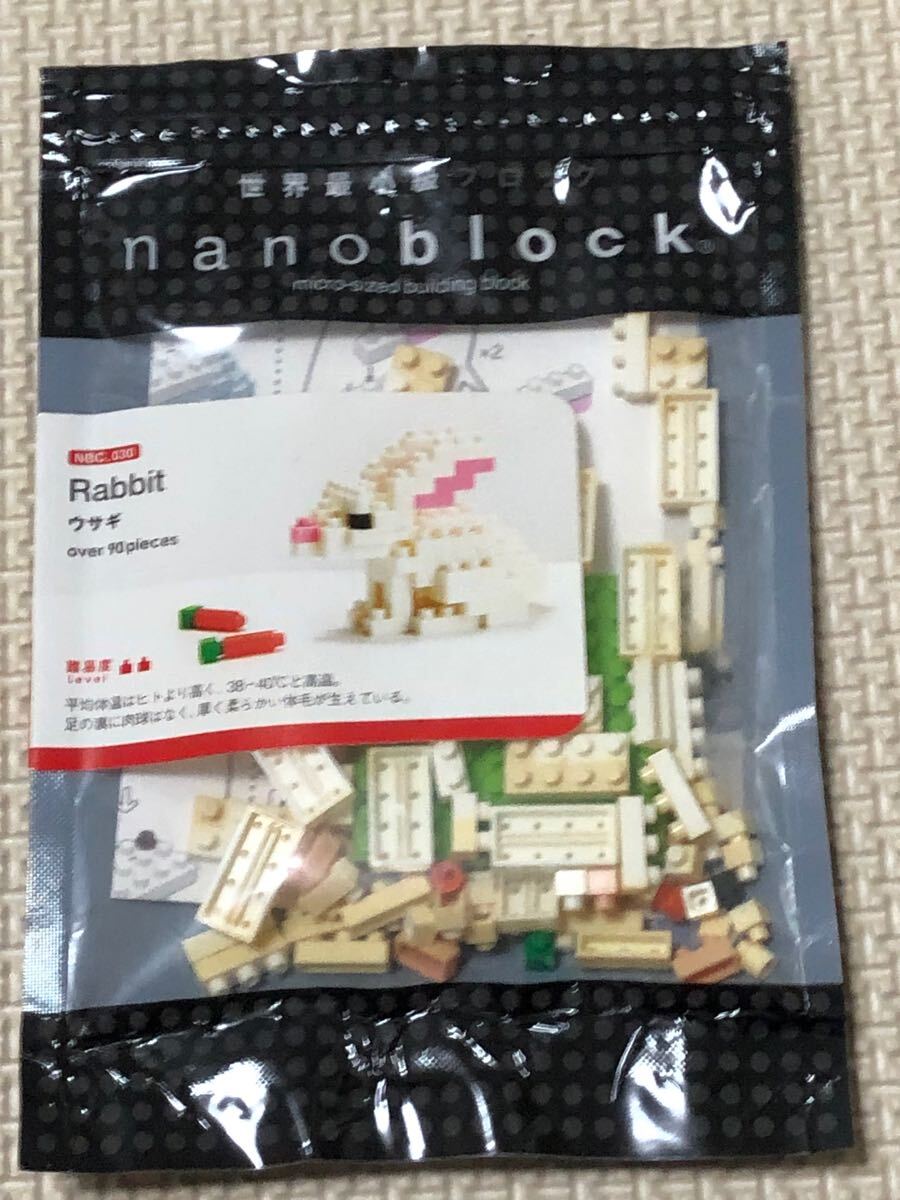 世界最小級ブロック
nanoblock®
micro-sized building block
×2
NBC_030
Rabbit
ウサギ
over 90pieces
難易度
level
平均体温はヒトより高く、38~40℃と高温。
足の裏に肉球はなく、厚く柔らかい体毛が生えている。